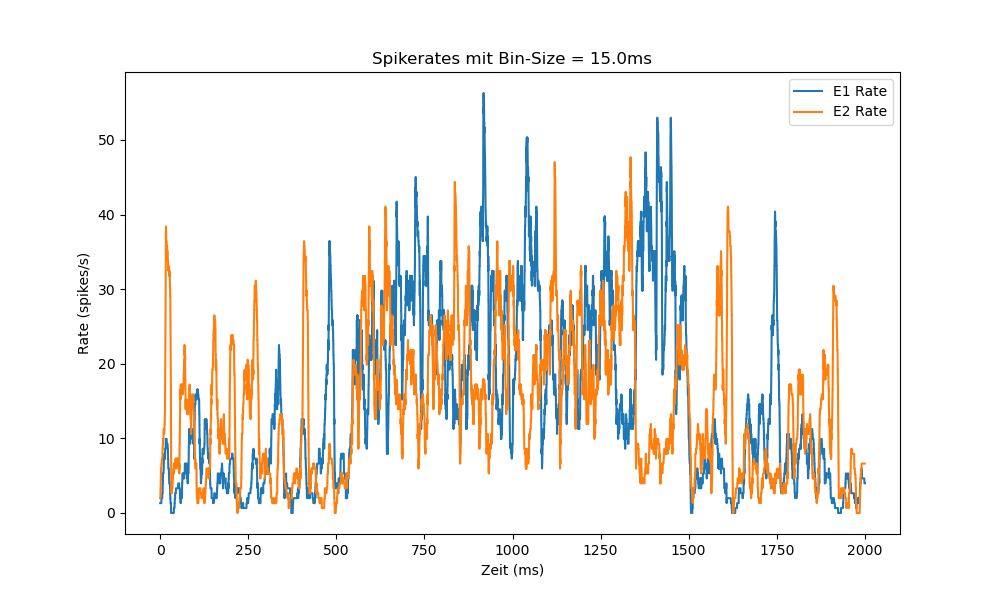 Spikerates mit Bin-Size = 15.0ms
E1 Rate
E2 Rate
Rate (spikes/s)
50
40
30
20
10
0
0 250 500 750 1000 1250 1500 1750 2000
Zeit (ms)